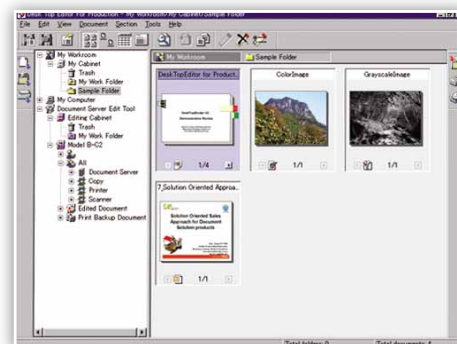 Desk Top Editor For Production - My Workroom/My Cabinet/Sample Folder
File Edit View Document Section Tools Help
My Workroom
My Cabinet
Trash
My Work Folder
Sample Folder
My Computer
Document Server Edit Tool
Editing Cabinet
Trash
My Work Folder
Model B-C2
All
Document Server
Copy
Printer
Scanner
Edited Document
Print Backup Document
My Workroom
Sample Folder
DeskTopEditor for Product..
ColorImage
GrayscaleImage
1/4
1/1
1/1
7_Solution Oriented Approa..
Solution Oriented Sales
Approach for Document
Solution products
1/1
Total folders: 0
Total documents: 4